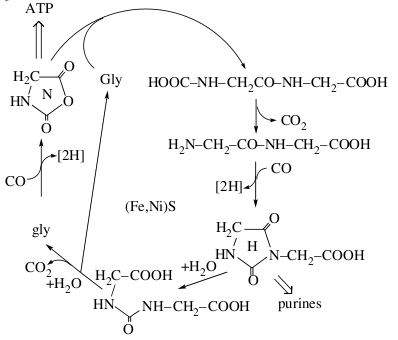 ATP
H₂C O
HN N O
O
Gly
HOOC–NH–CH₂CO–NH–CH₂–COOH
CO₂
H₂N–CH₂–CO–NH–CH₂–COOH
[2H]
CO
CO
[2H]
(Fe,Ni)S
gly
H₂C O
HN H N–CH₂–COOH
O
CO₂
+H₂O
+H₂O
H₂C–COOH
HN NH–CH₂–COOH
O
purines